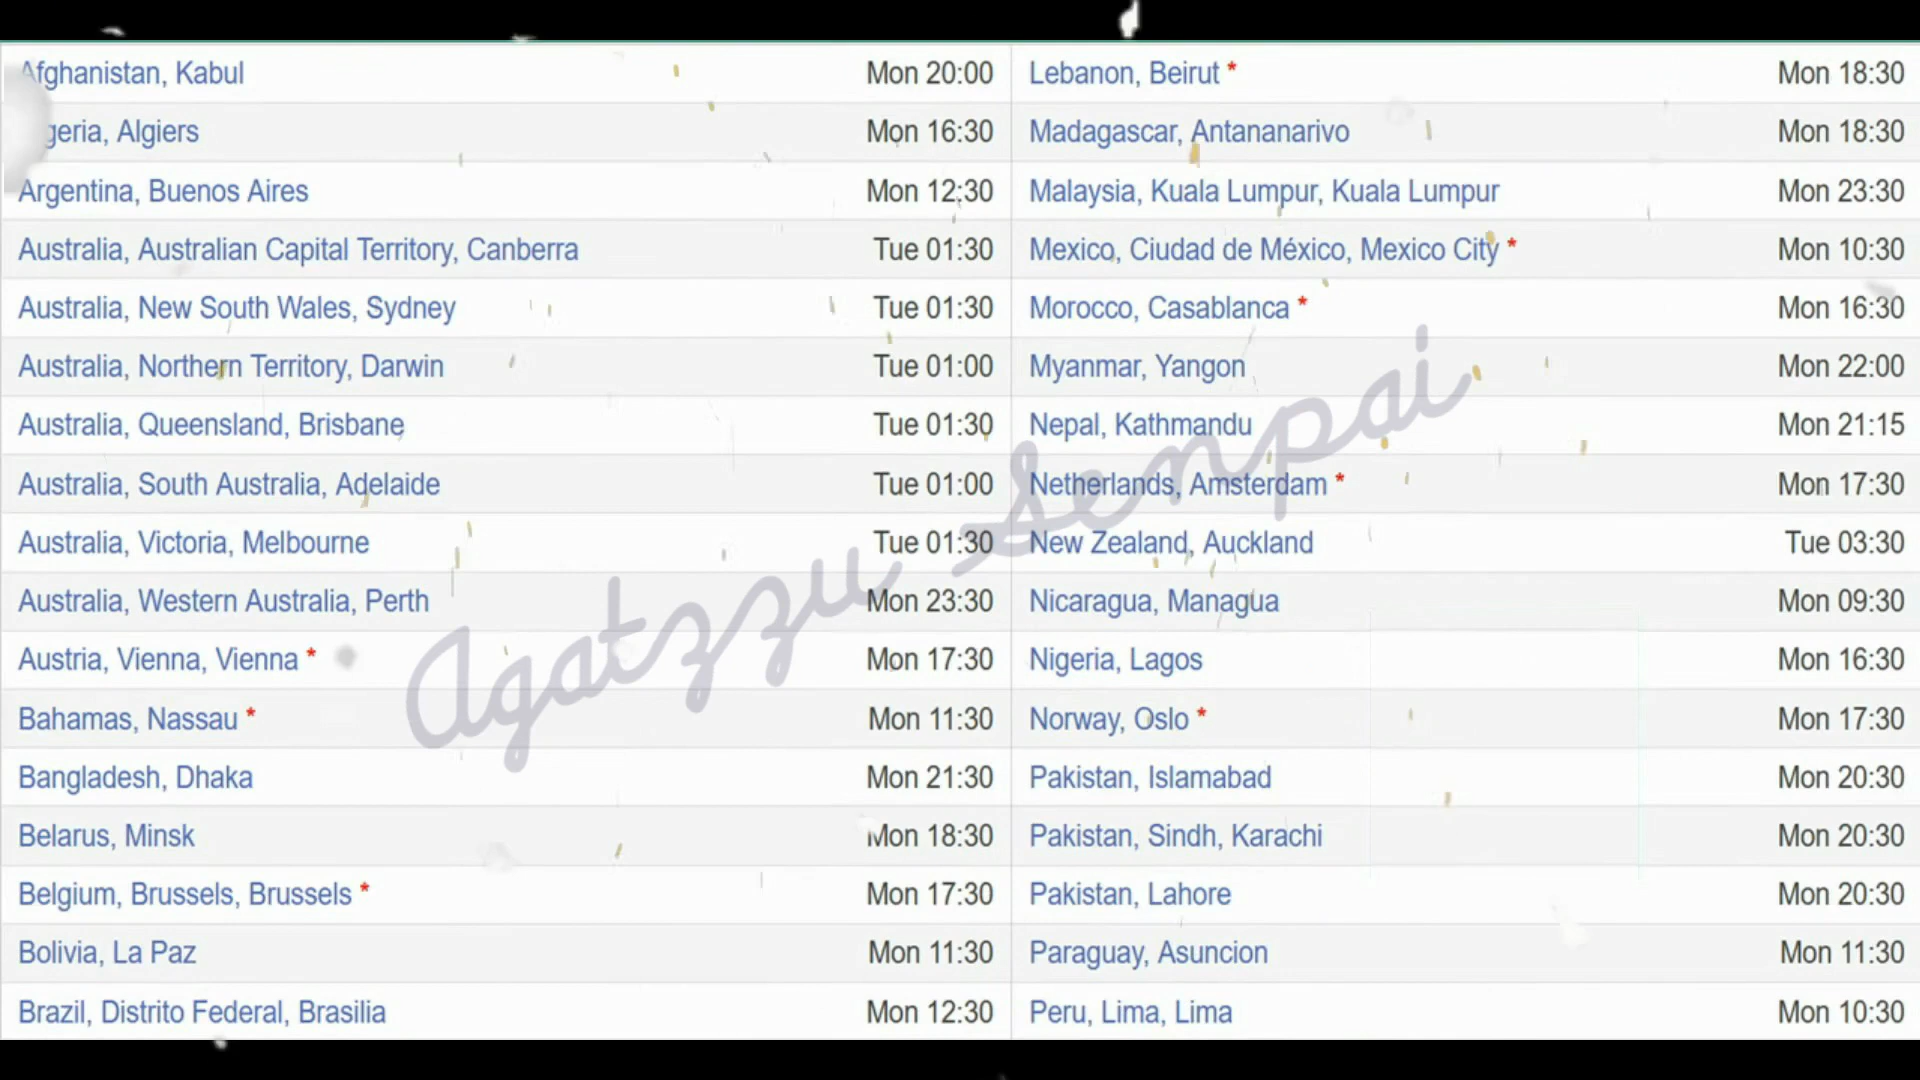 Afghanistan, Kabul Mon 20:00 Lebanon, Beirut * Mon 18:30
geria, Algiers Mon 16:30 Madagascar, Antananarivo Mon 18:30
Argentina, Buenos Aires Mon 12:30 Malaysia, Kuala Lumpur, Kuala Lumpur Mon 23:30
Australia, Australian Capital Territory, Canberra Tue 01:30 Mexico, Ciudad de México, Mexico City * Mon 10:30
Australia, New South Wales, Sydney Tue 01:30 Morocco, Casablanca * Mon 16:30
Australia, Northern Territory, Darwin Tue 01:00 Myanmar, Yangon Mon 22:00
Australia, Queensland, Brisbane Tue 01:30 Nepal, Kathmandu Mon 21:15
Australia, South Australia, Adelaide Tue 01:00 Netherlands, Amsterdam * Mon 17:30
Australia, Victoria, Melbourne Tue 01:30 New Zealand, Auckland Tue 03:30
Australia, Western Australia, Perth Mon 23:30 Nicaragua, Managua Mon 09:30
Austria, Vienna, Vienna * Mon 17:30 Nigeria, Lagos Mon 16:30
Bahamas, Nassau * Mon 11:30 Norway, Oslo * Mon 17:30
Bangladesh, Dhaka Mon 21:30 Pakistan, Islamabad Mon 20:30
Belarus, Minsk Mon 18:30 Pakistan, Sindh, Karachi Mon 20:30
Belgium, Brussels, Brussels * Mon 17:30 Pakistan, Lahore Mon 20:30
Bolivia, La Paz Mon 11:30 Paraguay, Asuncion Mon 11:30
Brazil, Distrito Federal, Brasilia Mon 12:30 Peru, Lima, Lima Mon 10:30
Agatzzu Senpai